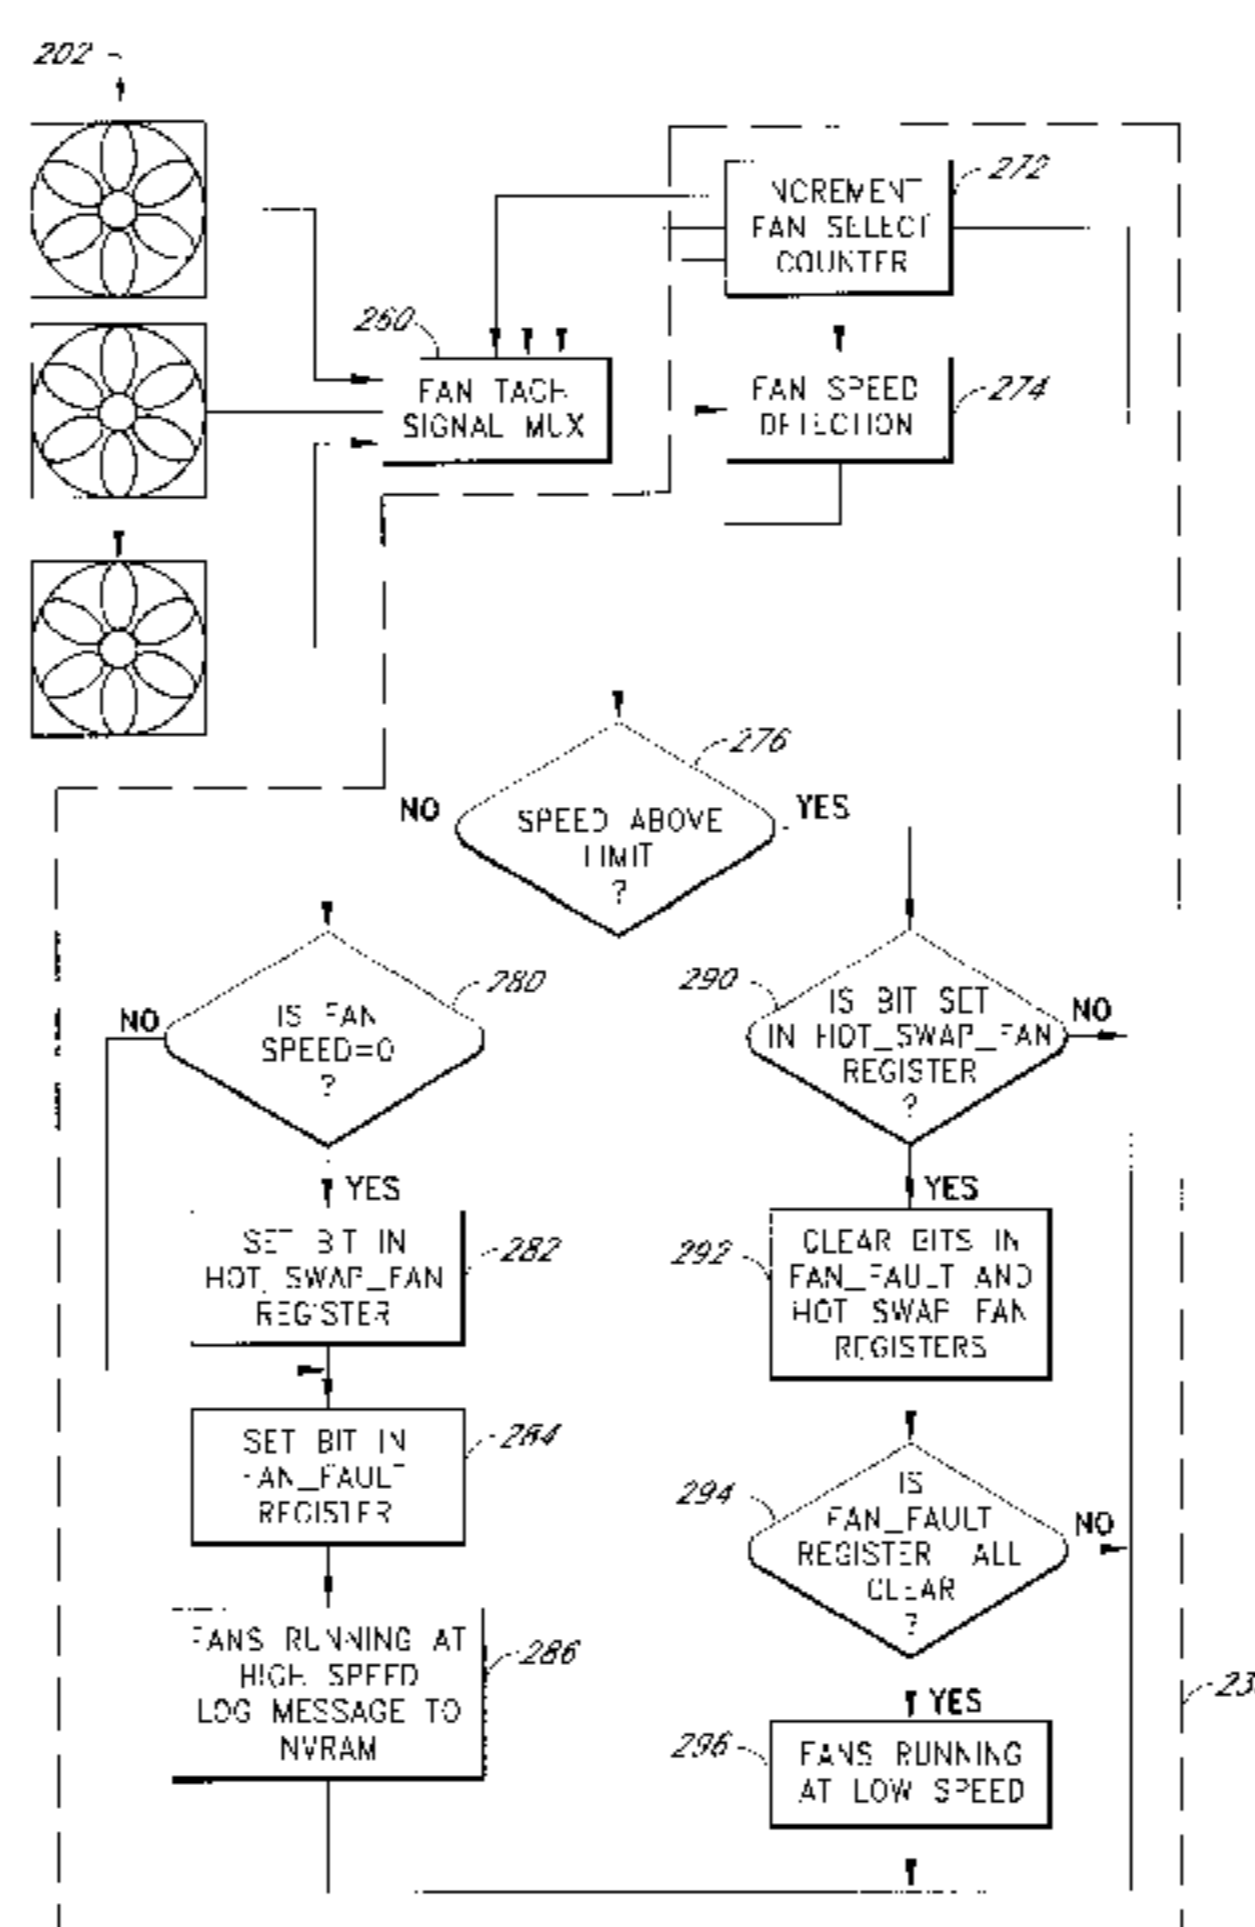 202
272
INCREMENT
FAN SELECT
COUNTER
260
FAN TACH
SIGNAL MUX
FAN SPEED
DETECTION
274
276
NO
YES
SPEED ABOVE
LIMIT
?
280
NO
IS FAN
SPEED=0
?
YES
290
IS BIT SET
IN HOT_SWAP_FAN
REGISTER
?
NO
YES
SET BIT IN
HOT_SWAP_FAN
REGISTER
282
292
CLEAR BITS IN
FAN_FAULT AND
HOT SWAP FAN
REGISTERS
SET BIT IN
FAN_FAULT
REGISTER
284
294
IS
FAN_FAULT
REGISTER ALL
CLEAR
?
NO
YES
FANS RUNNING AT
HIGH SPEED
LOG MESSAGE TO
NVRAM
286
296
FANS RUNNING
AT LOW SPEED